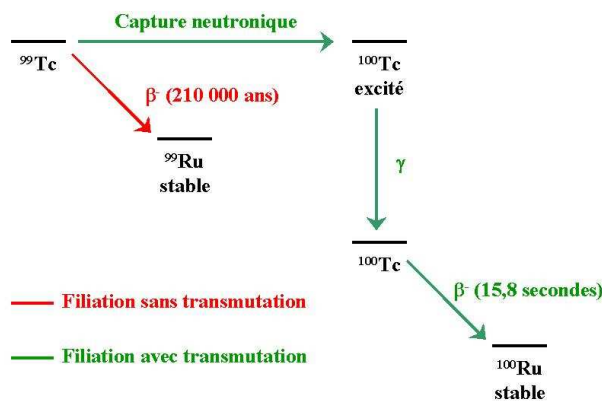 Capture neutronique
⁹⁹Tc
¹⁰⁰Tc
excité
β⁻ (210 000 ans)
⁹⁹Ru
stable
γ
¹⁰⁰Tc
β⁻ (15,8 secondes)
Filiation sans transmutation
Filiation avec transmutation
¹⁰⁰Ru
stable